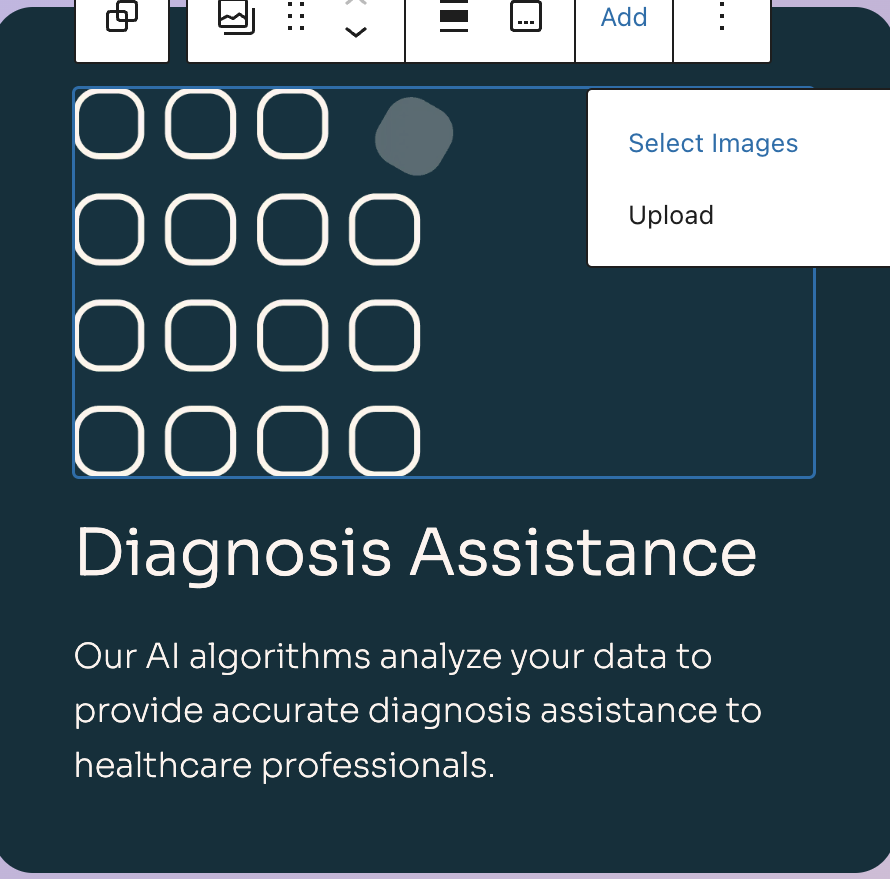 Add
Select Images
Upload
Diagnosis Assistance
Our AI algorithms analyze your data to
provide accurate diagnosis assistance to
healthcare professionals.